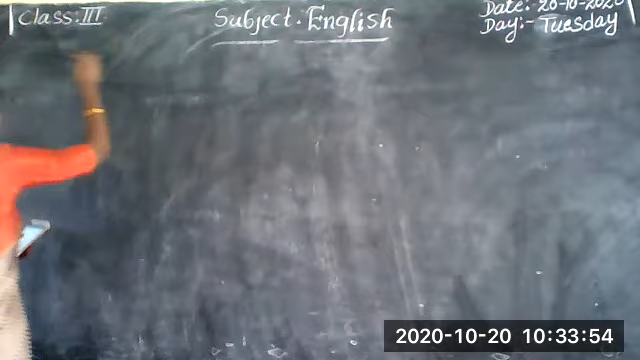 Class: III
Subject. English
Date:- 20-10-2020
Day:- Tuesday
2020-10-20 10:33:54